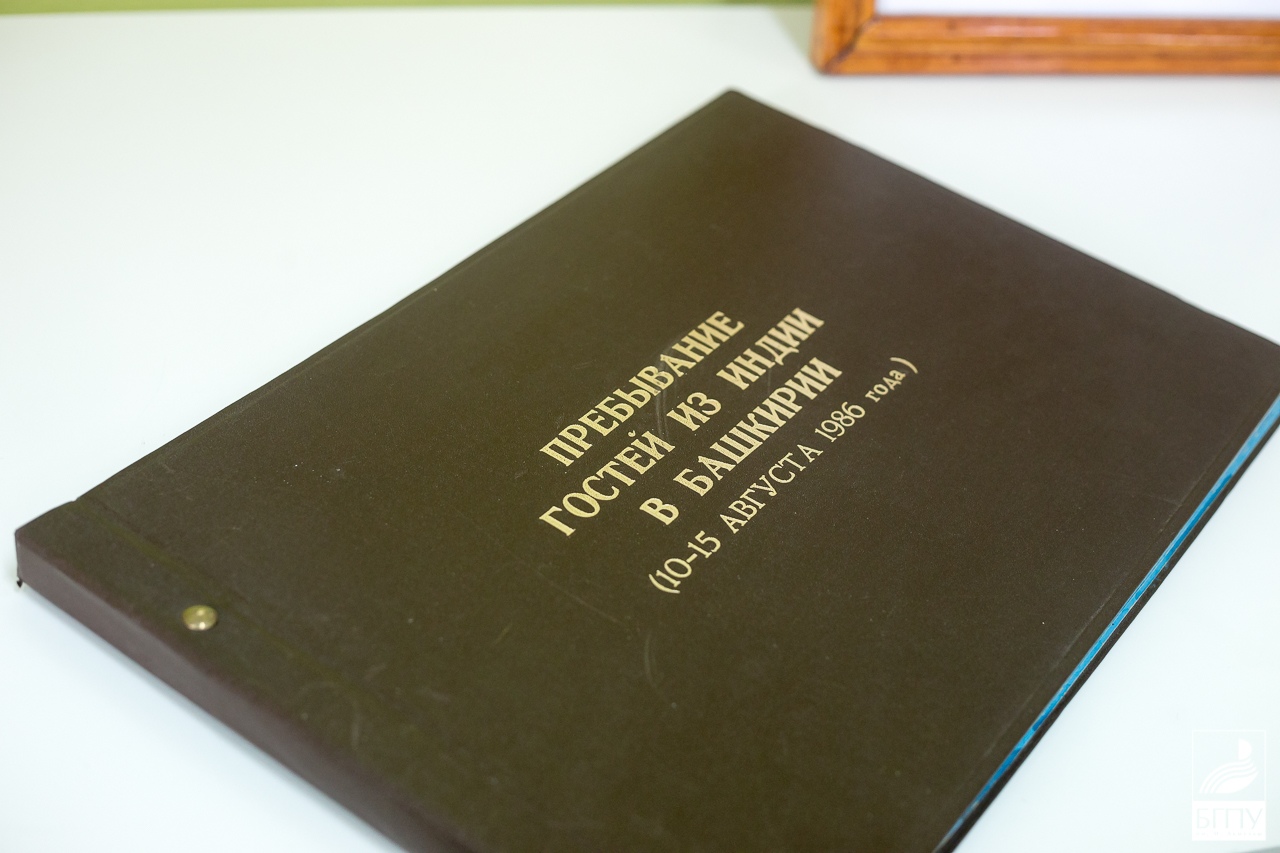 ПРЕБЫВАНИЕ
ГОСТЕЙ ИЗ ИНДИИ
В БАШКИРИИ
(10-15 АВГУСТА 1986 года)
БГПУ